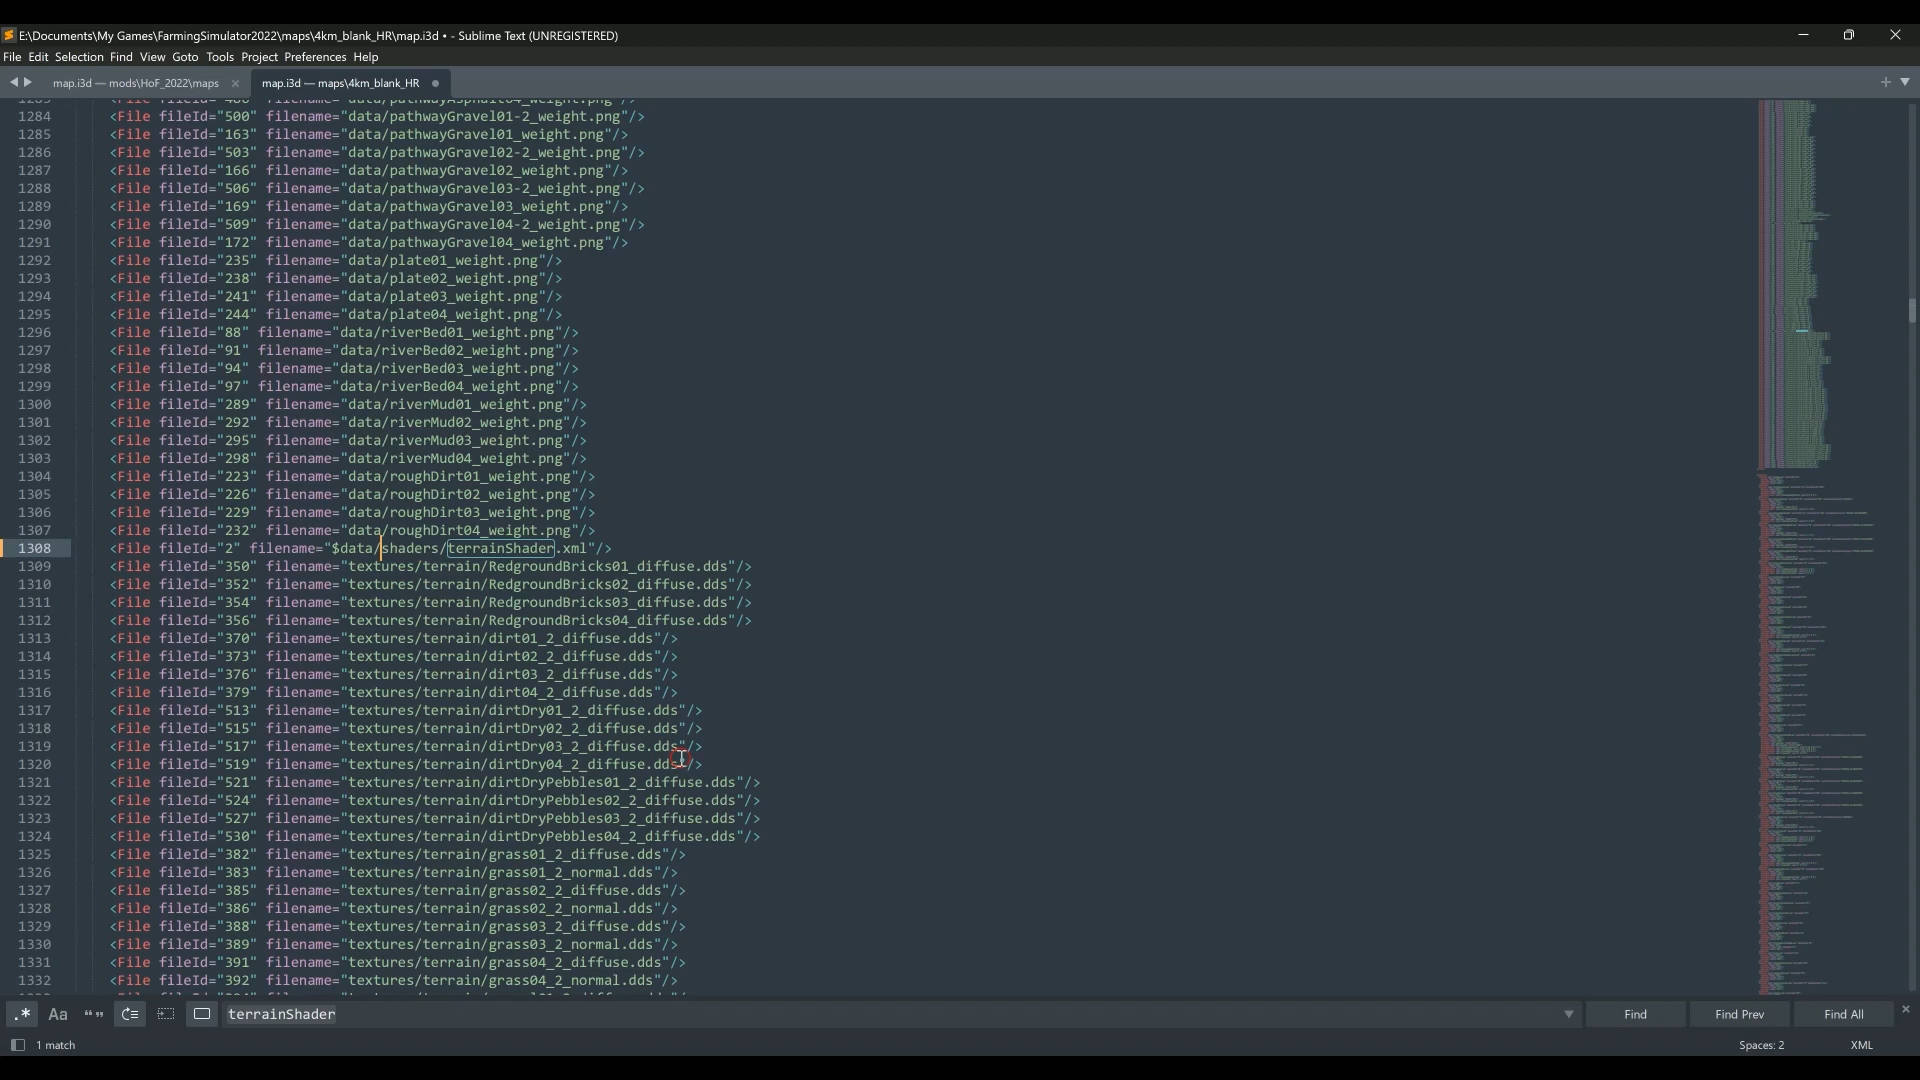 E:\Documents\My Games\FarmingSimulator2022\maps\4km_blank_HR\map.i3d • - Sublime Text (UNREGISTERED)
File Edit Selection Find View Goto Tools Project Preferences Help
map.i3d — mods\HoF_2022\maps
map.i3d — maps\4km_blank_HR
1284 <File fileId="500" filename="data/pathwayGravel01-2_weight.png"/>
1285 <File fileId="163" filename="data/pathwayGravel01_weight.png"/>
1286 <File fileId="503" filename="data/pathwayGravel02-2_weight.png"/>
1287 <File fileId="166" filename="data/pathwayGravel02_weight.png"/>
1288 <File fileId="506" filename="data/pathwayGravel03-2_weight.png"/>
1289 <File fileId="169" filename="data/pathwayGravel03_weight.png"/>
1290 <File fileId="509" filename="data/pathwayGravel04-2_weight.png"/>
1291 <File fileId="172" filename="data/pathwayGravel04_weight.png"/>
1292 <File fileId="235" filename="data/plate01_weight.png"/>
1293 <File fileId="238" filename="data/plate02_weight.png"/>
1294 <File fileId="241" filename="data/plate03_weight.png"/>
1295 <File fileId="244" filename="data/plate04_weight.png"/>
1296 <File fileId="88" filename="data/riverBed01_weight.png"/>
1297 <File fileId="91" filename="data/riverBed02_weight.png"/>
1298 <File fileId="94" filename="data/riverBed03_weight.png"/>
1299 <File fileId="97" filename="data/riverBed04_weight.png"/>
1300 <File fileId="289" filename="data/riverMud01_weight.png"/>
1301 <File fileId="292" filename="data/riverMud02_weight.png"/>
1302 <File fileId="295" filename="data/riverMud03_weight.png"/>
1303 <File fileId="298" filename="data/riverMud04_weight.png"/>
1304 <File fileId="223" filename="data/roughDirt01_weight.png"/>
1305 <File fileId="226" filename="data/roughDirt02_weight.png"/>
1306 <File fileId="229" filename="data/roughDirt03_weight.png"/>
1307 <File fileId="232" filename="data/roughDirt04_weight.png"/>
1308 <File fileId="2" filename="$data/shaders/terrainShader.xml"/>
1309 <File fileId="350" filename="textures/terrain/RedgroundBricks01_diffuse.dds"/>
1310 <File fileId="352" filename="textures/terrain/RedgroundBricks02_diffuse.dds"/>
1311 <File fileId="354" filename="textures/terrain/RedgroundBricks03_diffuse.dds"/>
1312 <File fileId="356" filename="textures/terrain/RedgroundBricks04_diffuse.dds"/>
1313 <File fileId="370" filename="textures/terrain/dirt01_2_diffuse.dds"/>
1314 <File fileId="373" filename="textures/terrain/dirt02_2_diffuse.dds"/>
1315 <File fileId="376" filename="textures/terrain/dirt03_2_diffuse.dds"/>
1316 <File fileId="379" filename="textures/terrain/dirt04_2_diffuse.dds"/>
1317 <File fileId="513" filename="textures/terrain/dirtDry01_2_diffuse.dds"/>
1318 <File fileId="515" filename="textures/terrain/dirtDry02_2_diffuse.dds"/>
1319 <File fileId="517" filename="textures/terrain/dirtDry03_2_diffuse.dds"/>
1320 <File fileId="519" filename="textures/terrain/dirtDry04_2_diffuse.dds"/>
1321 <File fileId="521" filename="textures/terrain/dirtDryPebbles01_2_diffuse.dds"/>
1322 <File fileId="524" filename="textures/terrain/dirtDryPebbles02_2_diffuse.dds"/>
1323 <File fileId="527" filename="textures/terrain/dirtDryPebbles03_2_diffuse.dds"/>
1324 <File fileId="530" filename="textures/terrain/dirtDryPebbles04_2_diffuse.dds"/>
1325 <File fileId="382" filename="textures/terrain/grass01_2_diffuse.dds"/>
1326 <File fileId="383" filename="textures/terrain/grass01_2_normal.dds"/>
1327 <File fileId="385" filename="textures/terrain/grass02_2_diffuse.dds"/>
1328 <File fileId="386" filename="textures/terrain/grass02_2_normal.dds"/>
1329 <File fileId="388" filename="textures/terrain/grass03_2_diffuse.dds"/>
1330 <File fileId="389" filename="textures/terrain/grass03_2_normal.dds"/>
1331 <File fileId="391" filename="textures/terrain/grass04_2_diffuse.dds"/>
1332 <File fileId="392" filename="textures/terrain/grass04_2_normal.dds"/>
.* Aa “” terrainShader Find Find Prev Find All
1 match Spaces: 2 XML